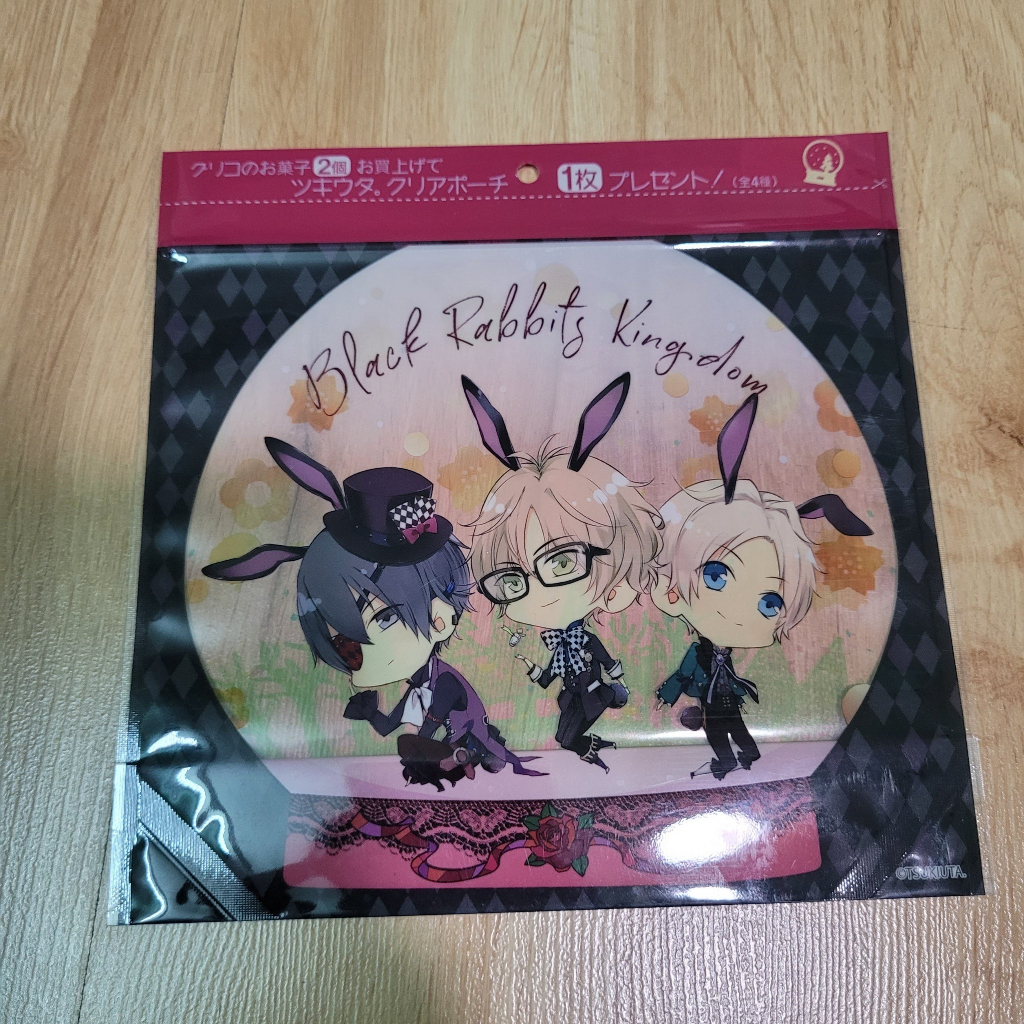 グリコのお菓子 2個 お買上げで
ツキウタ。クリアポーチ 1枚 プレゼント! (全4種)
Black Rabbits Kingdom
©TSUKIUTA.